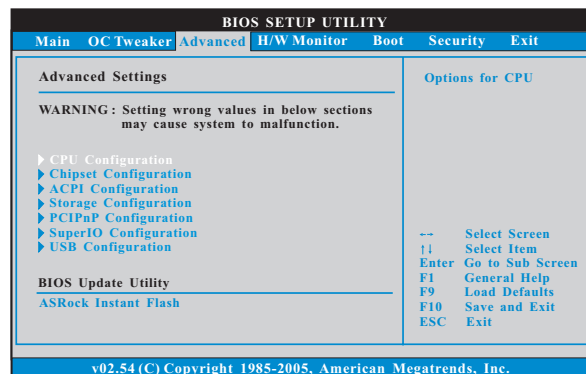 BIOS SETUP UTILITY
Main OC Tweaker Advanced H/W Monitor Boot Security Exit
Advanced Settings
WARNING : Setting wrong values in below sections
may cause system to malfunction.
CPU Configuration
Chipset Configuration
ACPI Configuration
Storage Configuration
PCIPnP Configuration
SuperIO Configuration
USB Configuration
BIOS Update Utility
ASRock Instant Flash
Options for CPU
←→ Select Screen
↑↓ Select Item
Enter Go to Sub Screen
F1 General Help
F9 Load Defaults
F10 Save and Exit
ESC Exit
v02.54 (C) Copyright 1985-2005, American Megatrends, Inc.